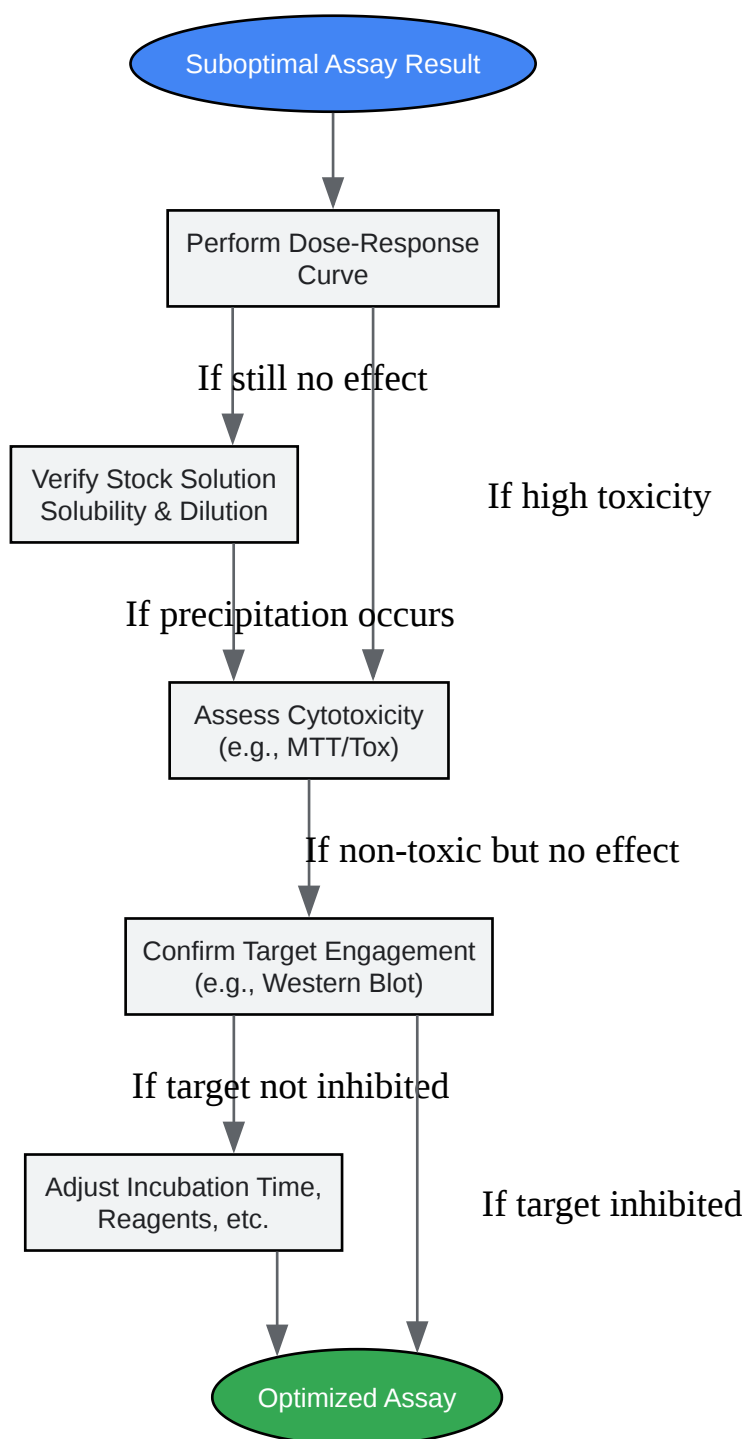 Suboptimal Assay Result
Perform Dose-Response
Curve
If still no effect
Verify Stock Solution
Solubility & Dilution
If high toxicity
If precipitation occurs
Assess Cytotoxicity
(e.g., MTT/Tox)
If non-toxic but no effect
Confirm Target Engagement
(e.g., Western Blot)
If target not inhibited
Adjust Incubation Time,
Reagents, etc.
If target inhibited
Optimized Assay